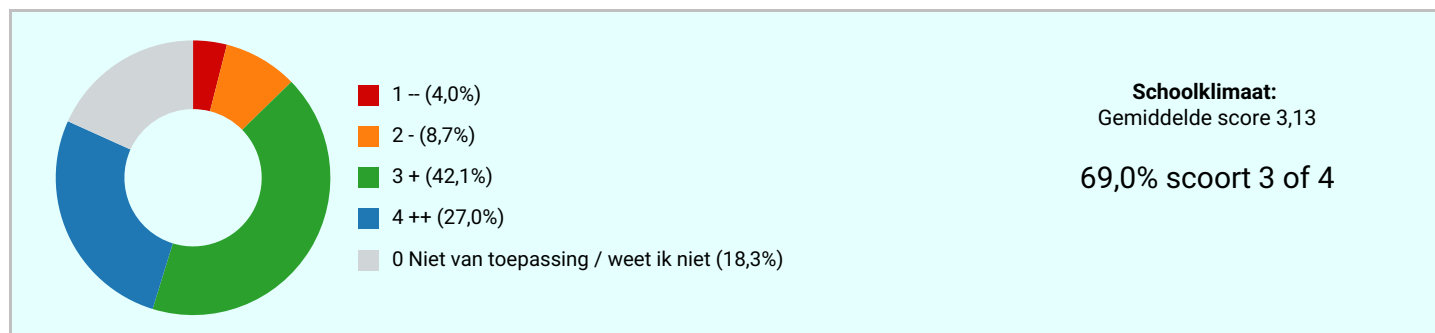 1 -- (4,0%)
2 - (8,7%)
3 + (42,1%)
4 ++ (27,0%)
0 Niet van toepassing / weet ik niet (18,3%)
Schoolklimaat:
Gemiddelde score 3,13
69,0% scoort 3 of 4